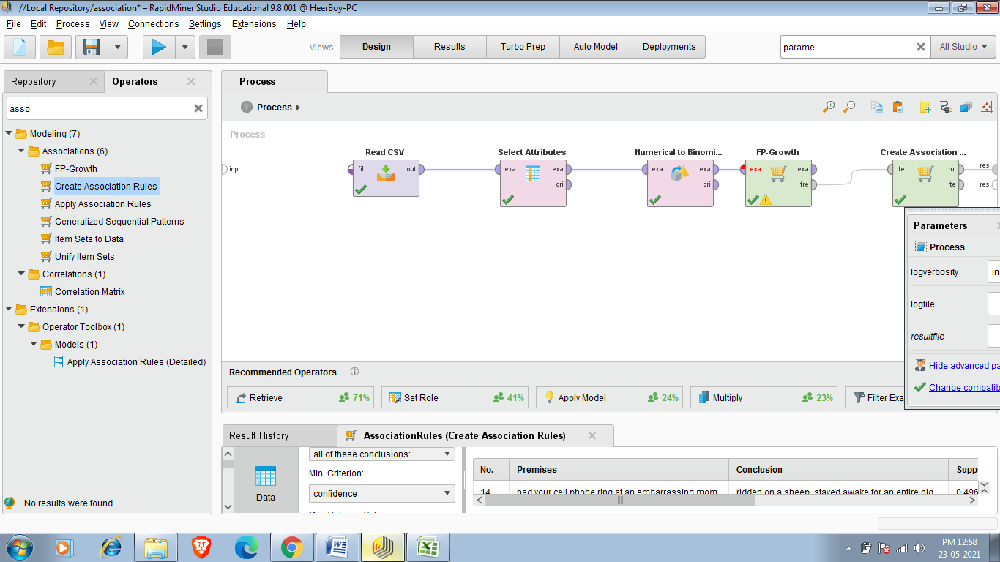 //Local Repository/association* – RapidMiner Studio Educational 9.8.001 @ HeerBoy-PC
File Edit Process View Connections Settings Extensions Help
Views: Design Results Turbo Prep Auto Model Deployments
parame All Studio
Repository Operators
asso
Modeling (7)
Associations (6)
FP-Growth
Create Association Rules
Apply Association Rules
Generalized Sequential Patterns
Item Sets to Data
Unify Item Sets
Correlations (1)
Correlation Matrix
Extensions (1)
Operator Toolbox (1)
Models (1)
Apply Association Rules (Detailed)
No results were found.
Process
Process
Process
inp
Read CSV
fil out
Select Attributes
exa exa
ori
Numerical to Binomi...
exa exa
ori
FP-Growth
exa exa
fre
Create Association ...
ite rul
ite
res
res
Parameters
Process
logverbosity
logfile
resultfile
Hide advanced pa
Change compatib
Recommended Operators
Retrieve 71%
Set Role 41%
Apply Model 24%
Multiply 23%
Filter Exa
Result History AssociationRules (Create Association Rules)
Data
all of these conclusions:
Min. Criterion:
confidence
No. Premises Conclusion Supp
14 had your cell phone ring at an embarrassing mom ridden on a sheep, stayed awake for an entire nig 0.496
PM 12:58
23-05-2021